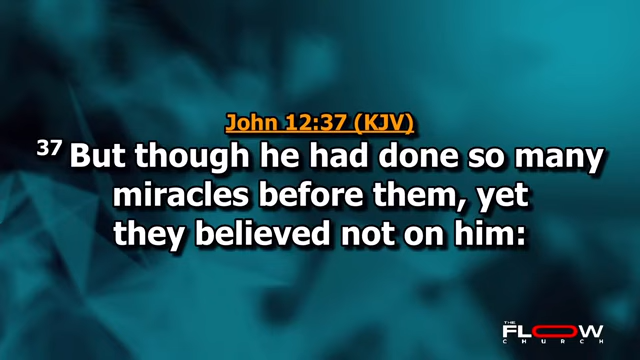 John 12:37 (KJV)
37 But though he had done so many
miracles before them, yet
they believed not on him:
THE
FLOW
CHURCH